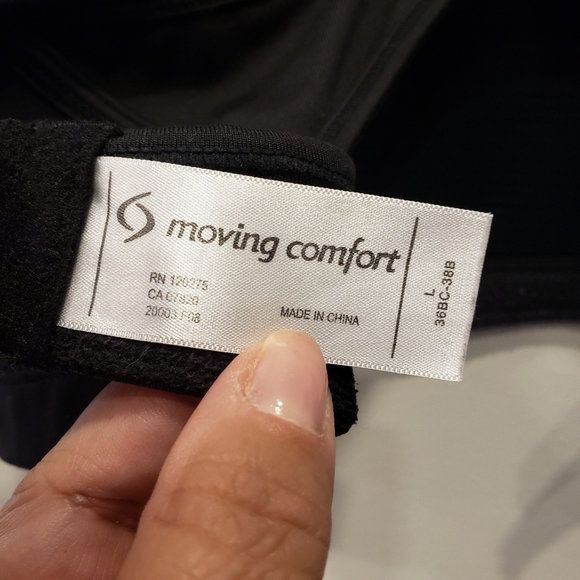 moving comfort
RN 120275
CA 07820
20003 F08
MADE IN CHINA
L
36BC-38B